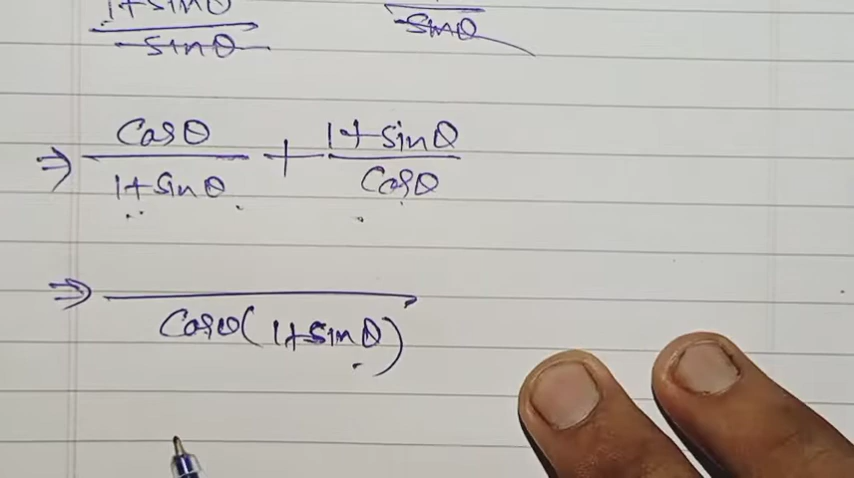 1+sinθ
sinθ sinθ
⇒ Cosθ / 1+sinθ + 1+sinθ / Cosθ
⇒ / Cosθ(1+sinθ)